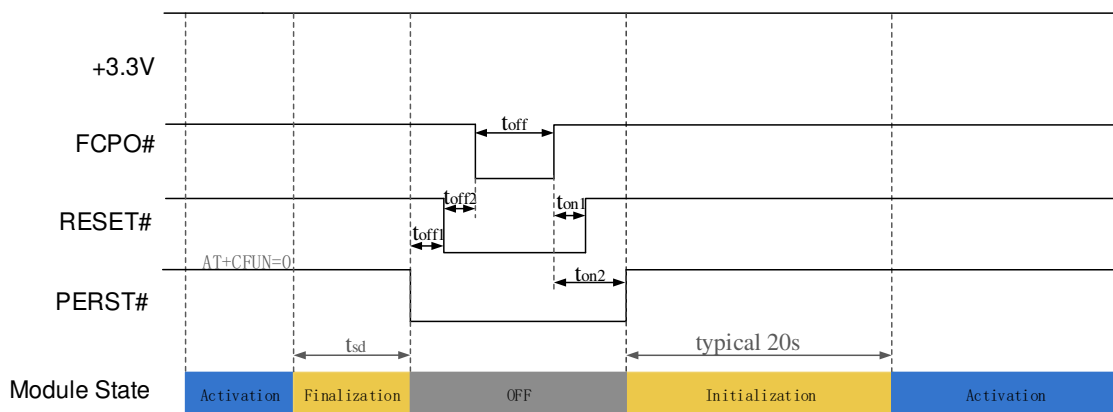 +3.3V
FCPO#
toff
RESET#
toff2
ton1
toff1
AT+CFUN=0
PERST#
ton2
tsd
typical 20s
Module State
Activation
Finalization
OFF
Initialization
Activation